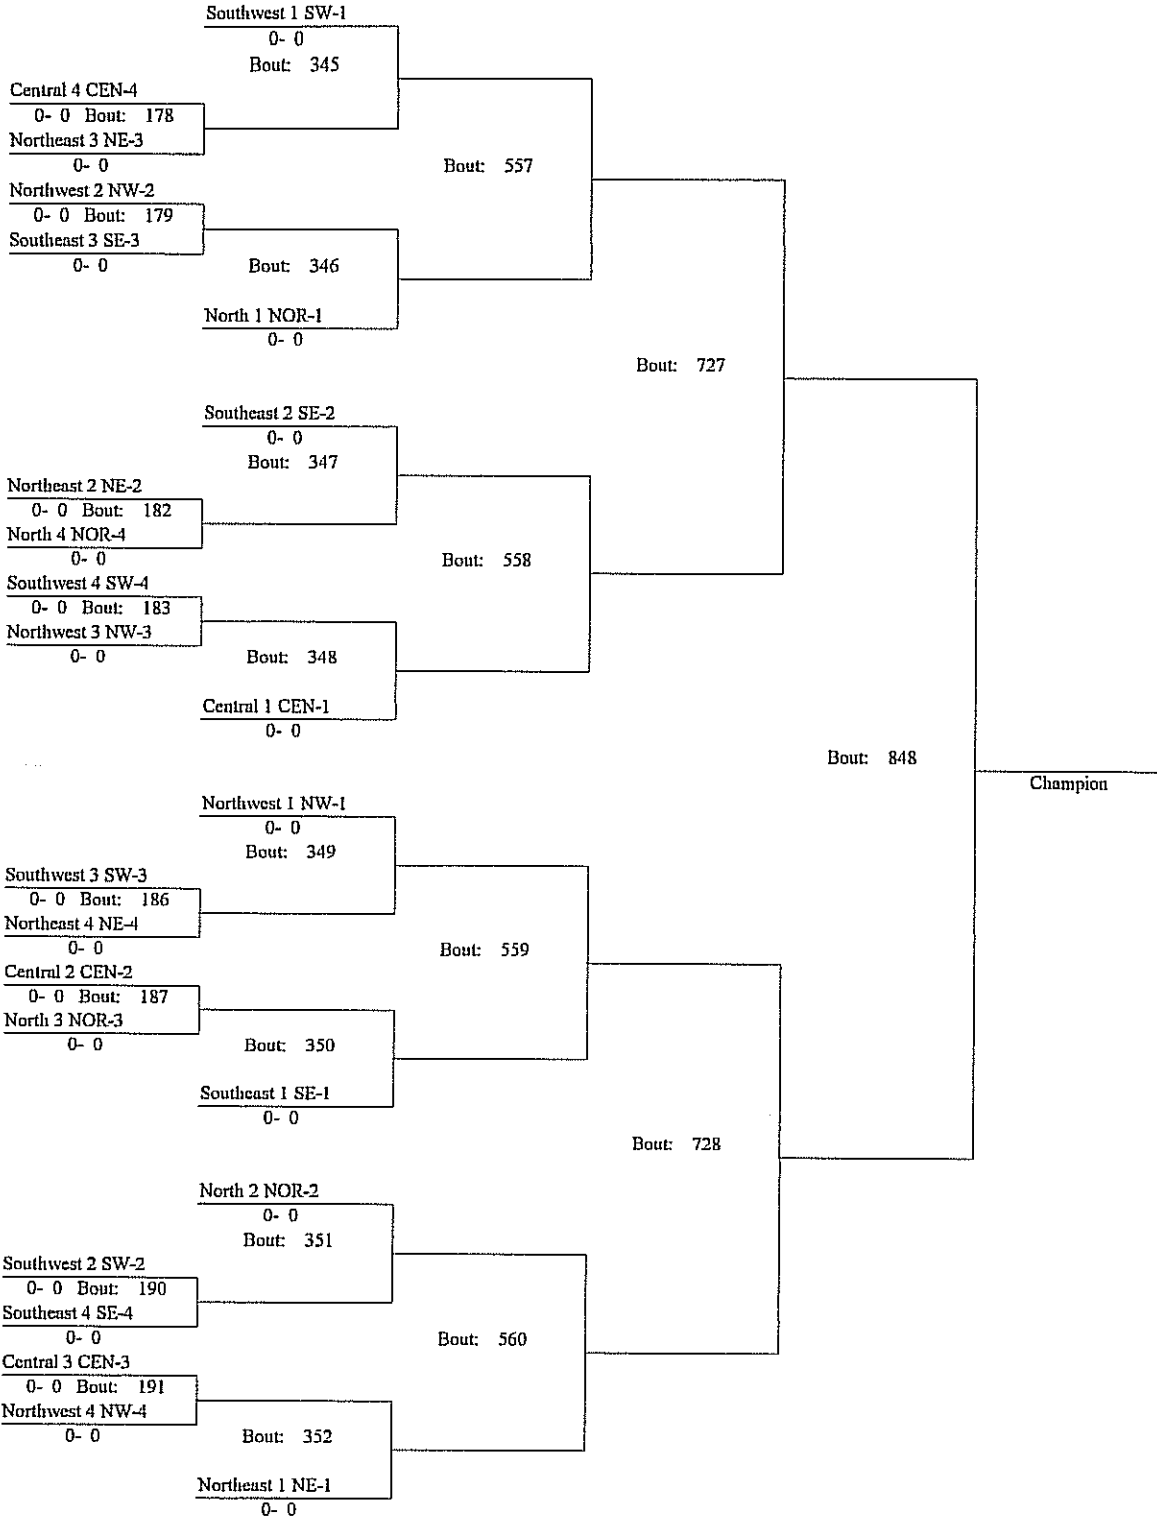 Southwest 1 SW-1
0- 0
Bout: 345
Central 4 CEN-4
0- 0 Bout: 178
Northeast 3 NE-3
0- 0
Bout: 557
Northwest 2 NW-2
0- 0 Bout: 179
Southeast 3 SE-3
0- 0
Bout: 346
North 1 NOR-1
0- 0
Bout: 727
Southeast 2 SE-2
0- 0
Bout: 347
Northeast 2 NE-2
0- 0 Bout: 182
North 4 NOR-4
0- 0
Bout: 558
Southwest 4 SW-4
0- 0 Bout: 183
Northwest 3 NW-3
0- 0
Bout: 348
Central 1 CEN-1
0- 0
Bout: 848
Champion
Northwest 1 NW-1
0- 0
Bout: 349
Southwest 3 SW-3
0- 0 Bout: 186
Northeast 4 NE-4
0- 0
Bout: 559
Central 2 CEN-2
0- 0 Bout: 187
North 3 NOR-3
0- 0
Bout: 350
Southeast 1 SE-1
0- 0
Bout: 728
North 2 NOR-2
0- 0
Bout: 351
Southwest 2 SW-2
0- 0 Bout: 190
Southeast 4 SE-4
0- 0
Bout: 560
Central 3 CEN-3
0- 0 Bout: 191
Northwest 4 NW-4
0- 0
Bout: 352
Northeast 1 NE-1
0- 0